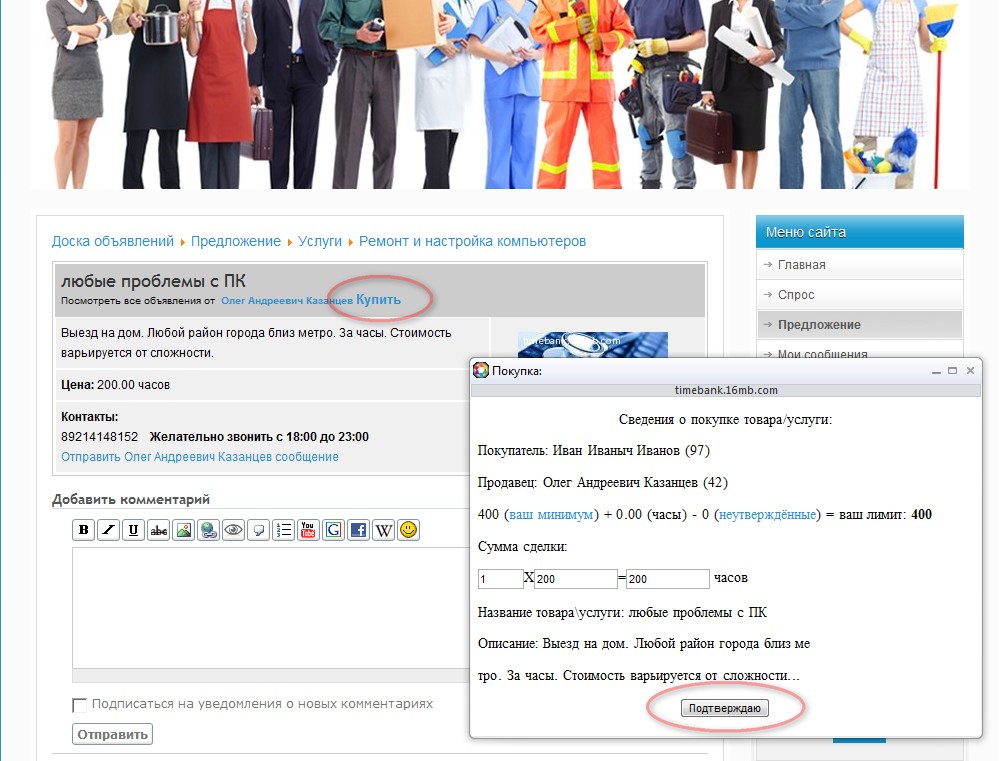 Доска объявлений Предложение Услуги Ремонт и настройка компьютеров
любые проблемы с ПК
Посмотреть все объявления от Олег Андреевич Казанцев Купить
Выезд на дом. Любой район города близ метро. За часы. Стоимость
варьируется от сложности.
timebank.16mb.com
Цена: 200.00 часов
Контакты:
89214148152 Желательно звонить с 18:00 до 23:00
Отправить Олег Андреевич Казанцев сообщение
Добавить комментарий
B I U abc You Tube G f W
Подписаться на уведомления о новых комментариях
Отправить
Меню сайта
Главная
Спрос
Предложение
Мои сообщения
Покупка:
timebank.16mb.com
Сведения о покупке товара/услуги:
Покупатель: Иван Иваныч Иванов (97)
Продавец: Олег Андреевич Казанцев (42)
400 (ваш минимум) + 0.00 (часы) - 0 (неутверждённые) = ваш лимит: 400
Сумма сделки:
1 X 200 = 200 часов
Название товара\услуги: любые проблемы с ПК
Описание: Выезд на дом. Любой район города близ ме
тро. За часы. Стоимость варьируется от сложности...
Подтверждаю